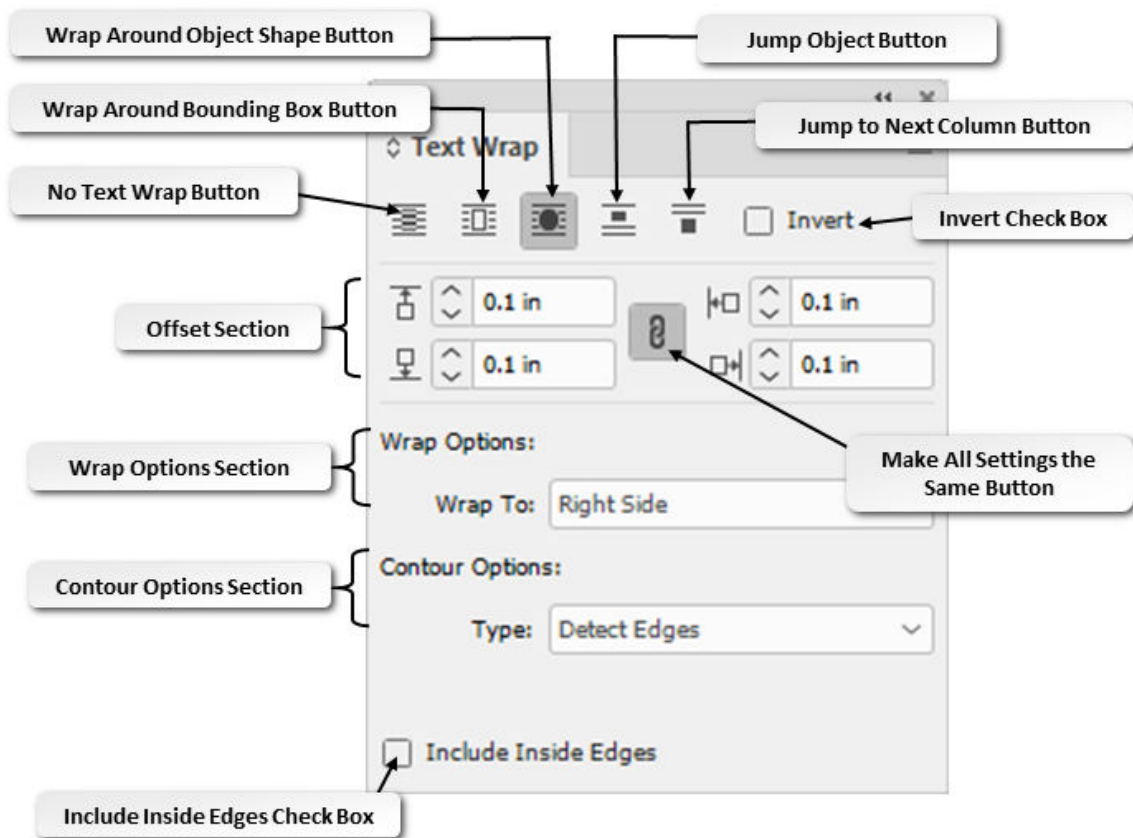 Wrap Around Object Shape Button
Jump Object Button
Wrap Around Bounding Box Button
Jump to Next Column Button
Text Wrap
No Text Wrap Button
Invert
Invert Check Box
Offset Section
0.1 in
0.1 in
0.1 in
0.1 in
Wrap Options Section
Wrap Options:
Make All Settings the
Same Button
Wrap To: Right Side
Contour Options Section
Contour Options:
Type: Detect Edges
Include Inside Edges
Include Inside Edges Check Box